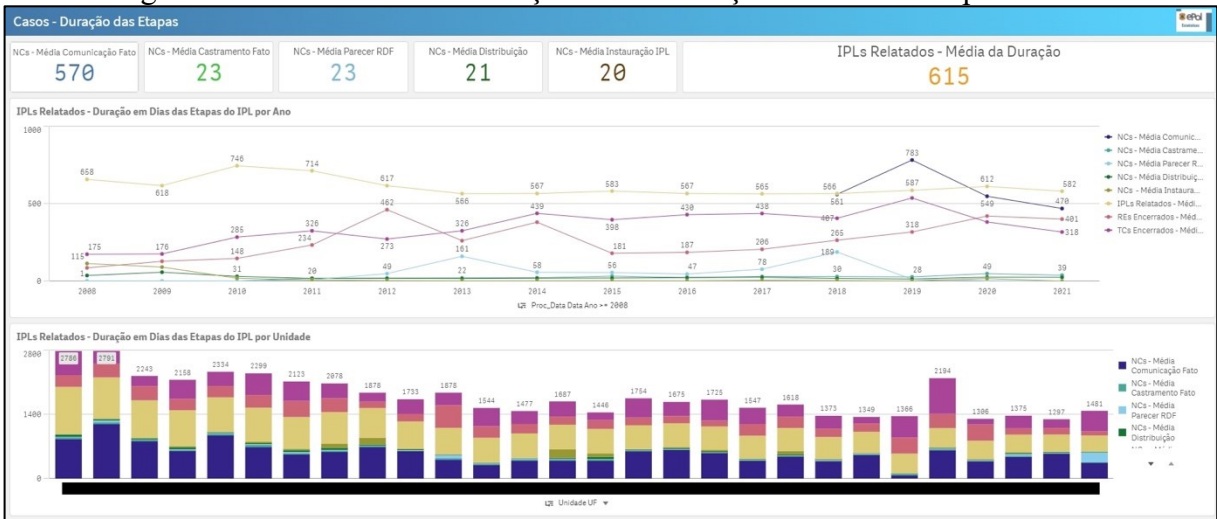 Casos - Duração das Etapas
ePol
NCs - Média Comunicação Fato
570
NCs - Média Castramento Fato
23
NCs - Média Parecer RDF
23
NCs - Média Distribuição
21
NCs - Média Instauração IPL
20
IPLs Relatados - Média da Duração
615
IPLs Relatados - Duração em Dias das Etapas do IPL por Ano
1000
500
0
658 618 746 714 617 566 567 583 567 565 566 587 612 582
783 549 470
175 176 285 326 273 326 439 398 430 438 407 561 318
115 148 234 462 181 187 206 265 318 401
1 31 20 49 161 22 58 56 47 78 189 30 28 49 39
2008 2009 2010 2011 2012 2013 2014 2015 2016 2017 2018 2019 2020 2021
Proc_Data Data Ano >= 2008
NCs - Média Comunic...
NCs - Média Castrame...
NCs - Média Parecer R...
NCs - Média Distribuiç...
NCs - Média Instaura...
IPLs Relatados - Médi...
REs Encerrados - Méd...
TCs Encerrados - Médi...
IPLs Relatados - Duração em Dias das Etapas do IPL por Unidade
2800
1400
0
2786 2791 2243 2158 2334 2299 2123 2078 1878 1733 1878 1544 1477 1687 1446 1764 1675 1725 1547 1618 1373 1349 1366 2194 1306 1375 1297 1481
Unidade UF
NCs - Média
Comunicação Fato
NCs - Média
Castramento Fato
NCs - Média
Parecer RDF
NCs - Média
Distribuição